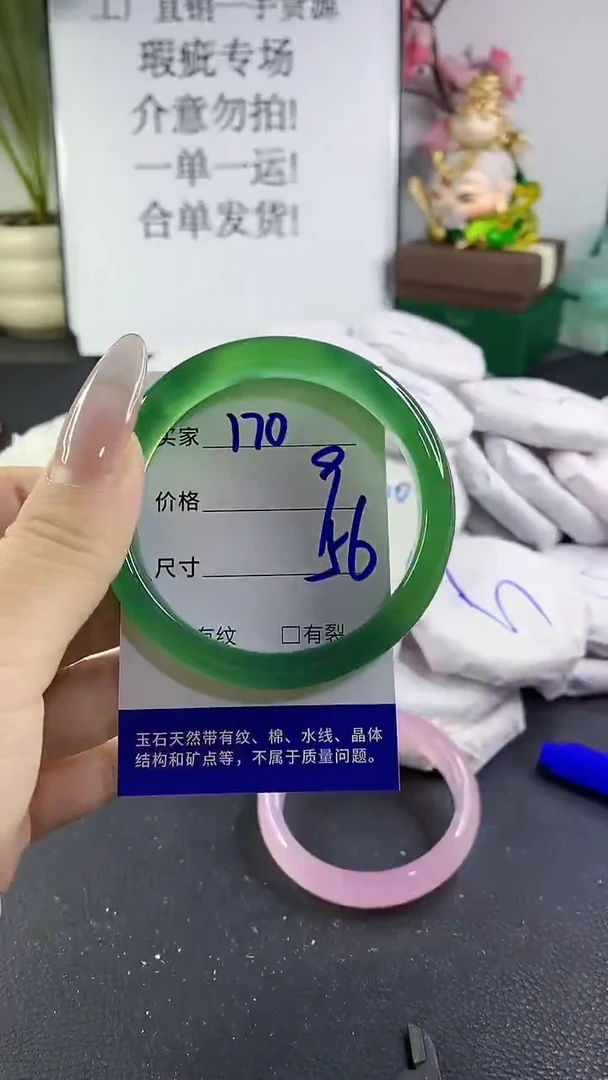 工厂直销一手货源
瑕疵专场
介意勿拍!
一单一运!
合单发货!
买家 170
价格 9
尺寸 56
有纹 □有裂
玉石天然带有纹、棉、水线、晶体
结构和矿点等，不属于质量问题。